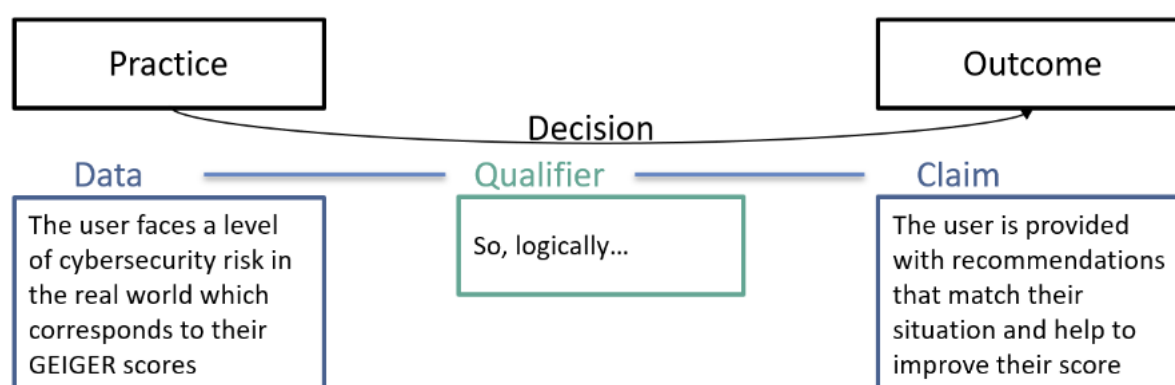 Practice
Outcome
Decision
Data
Qualifier
Claim
The user faces a level
of cybersecurity risk in
the real world which
corresponds to their
GEIGER scores
So, logically...
The user is provided
with recommendations
that match their
situation and help to
improve their score